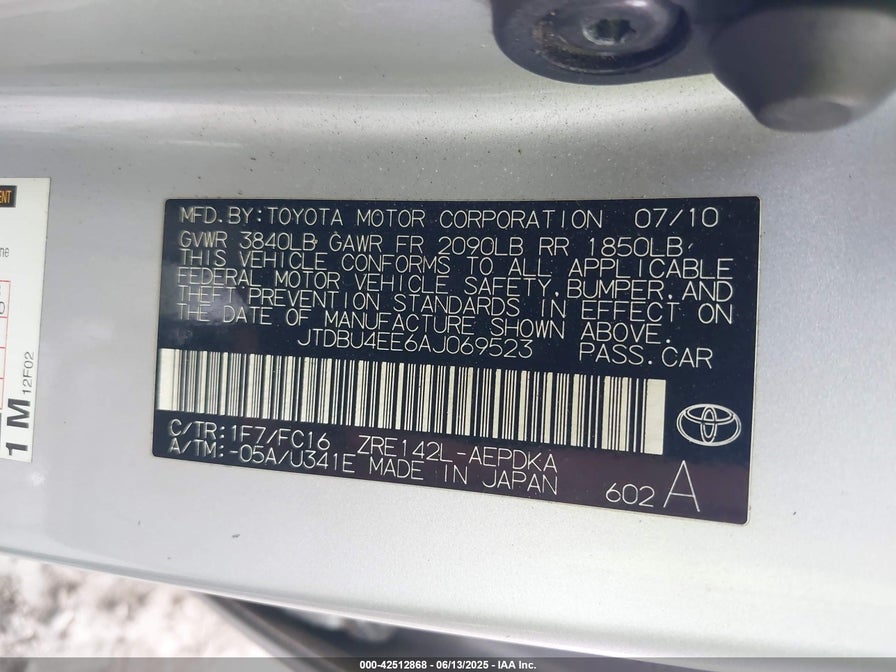 MFD. BY: TOYOTA MOTOR CORPORATION 07/10
GVWR 3840LB GAWR FR 2090LB RR 1850LB
THIS VEHICLE CONFORMS TO ALL APPLICABLE
FEDERAL MOTOR VEHICLE SAFETY, BUMPER, AND
THEFT PREVENTION STANDARDS IN EFFECT ON
THE DATE OF MANUFACTURE SHOWN ABOVE.
JTDBU4EE6AJ069523 PASS. CAR
C/TR: 1F7/FC16 ZRE142L-AEPDKA
A/TM: -05A/U341E MADE IN JAPAN
602 A
1 M 12F02
000-42512868 - 06/13/2025 - IAA Inc.